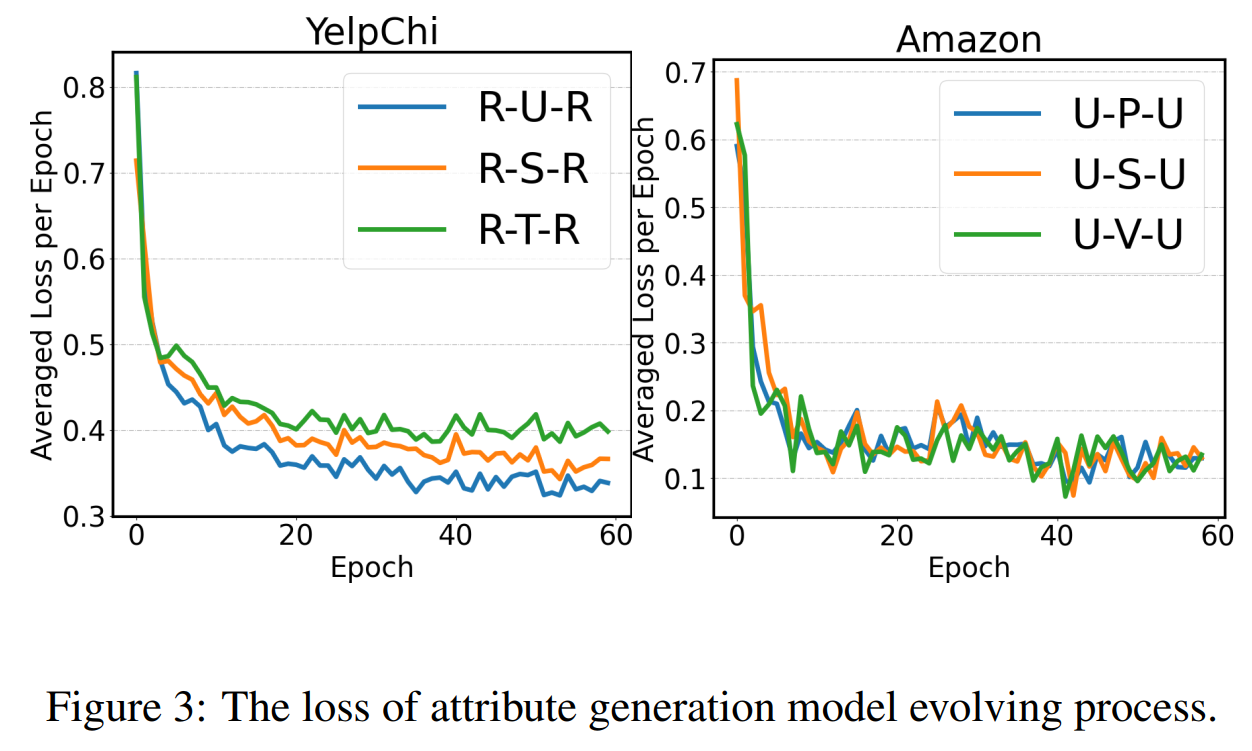 YelpChi
Averaged Loss per Epoch
0.8
0.7
0.6
0.5
0.4
0.3
0
20
40
60
Epoch
R-U-R
R-S-R
R-T-R
Amazon
Averaged Loss per Epoch
0.7
0.6
0.5
0.4
0.3
0.2
0.1
0
20
40
60
Epoch
U-P-U
U-S-U
U-V-U
Figure 3: The loss of attribute generation model evolving process.